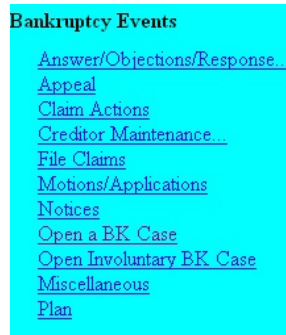 Bankruptcy Events
Answer/Objections/Response...
Appeal
Claim Actions
Creditor Maintenance...
File Claims
Motions/Applications
Notices
Open a BK Case
Open Involuntary BK Case
Miscellaneous
Plan